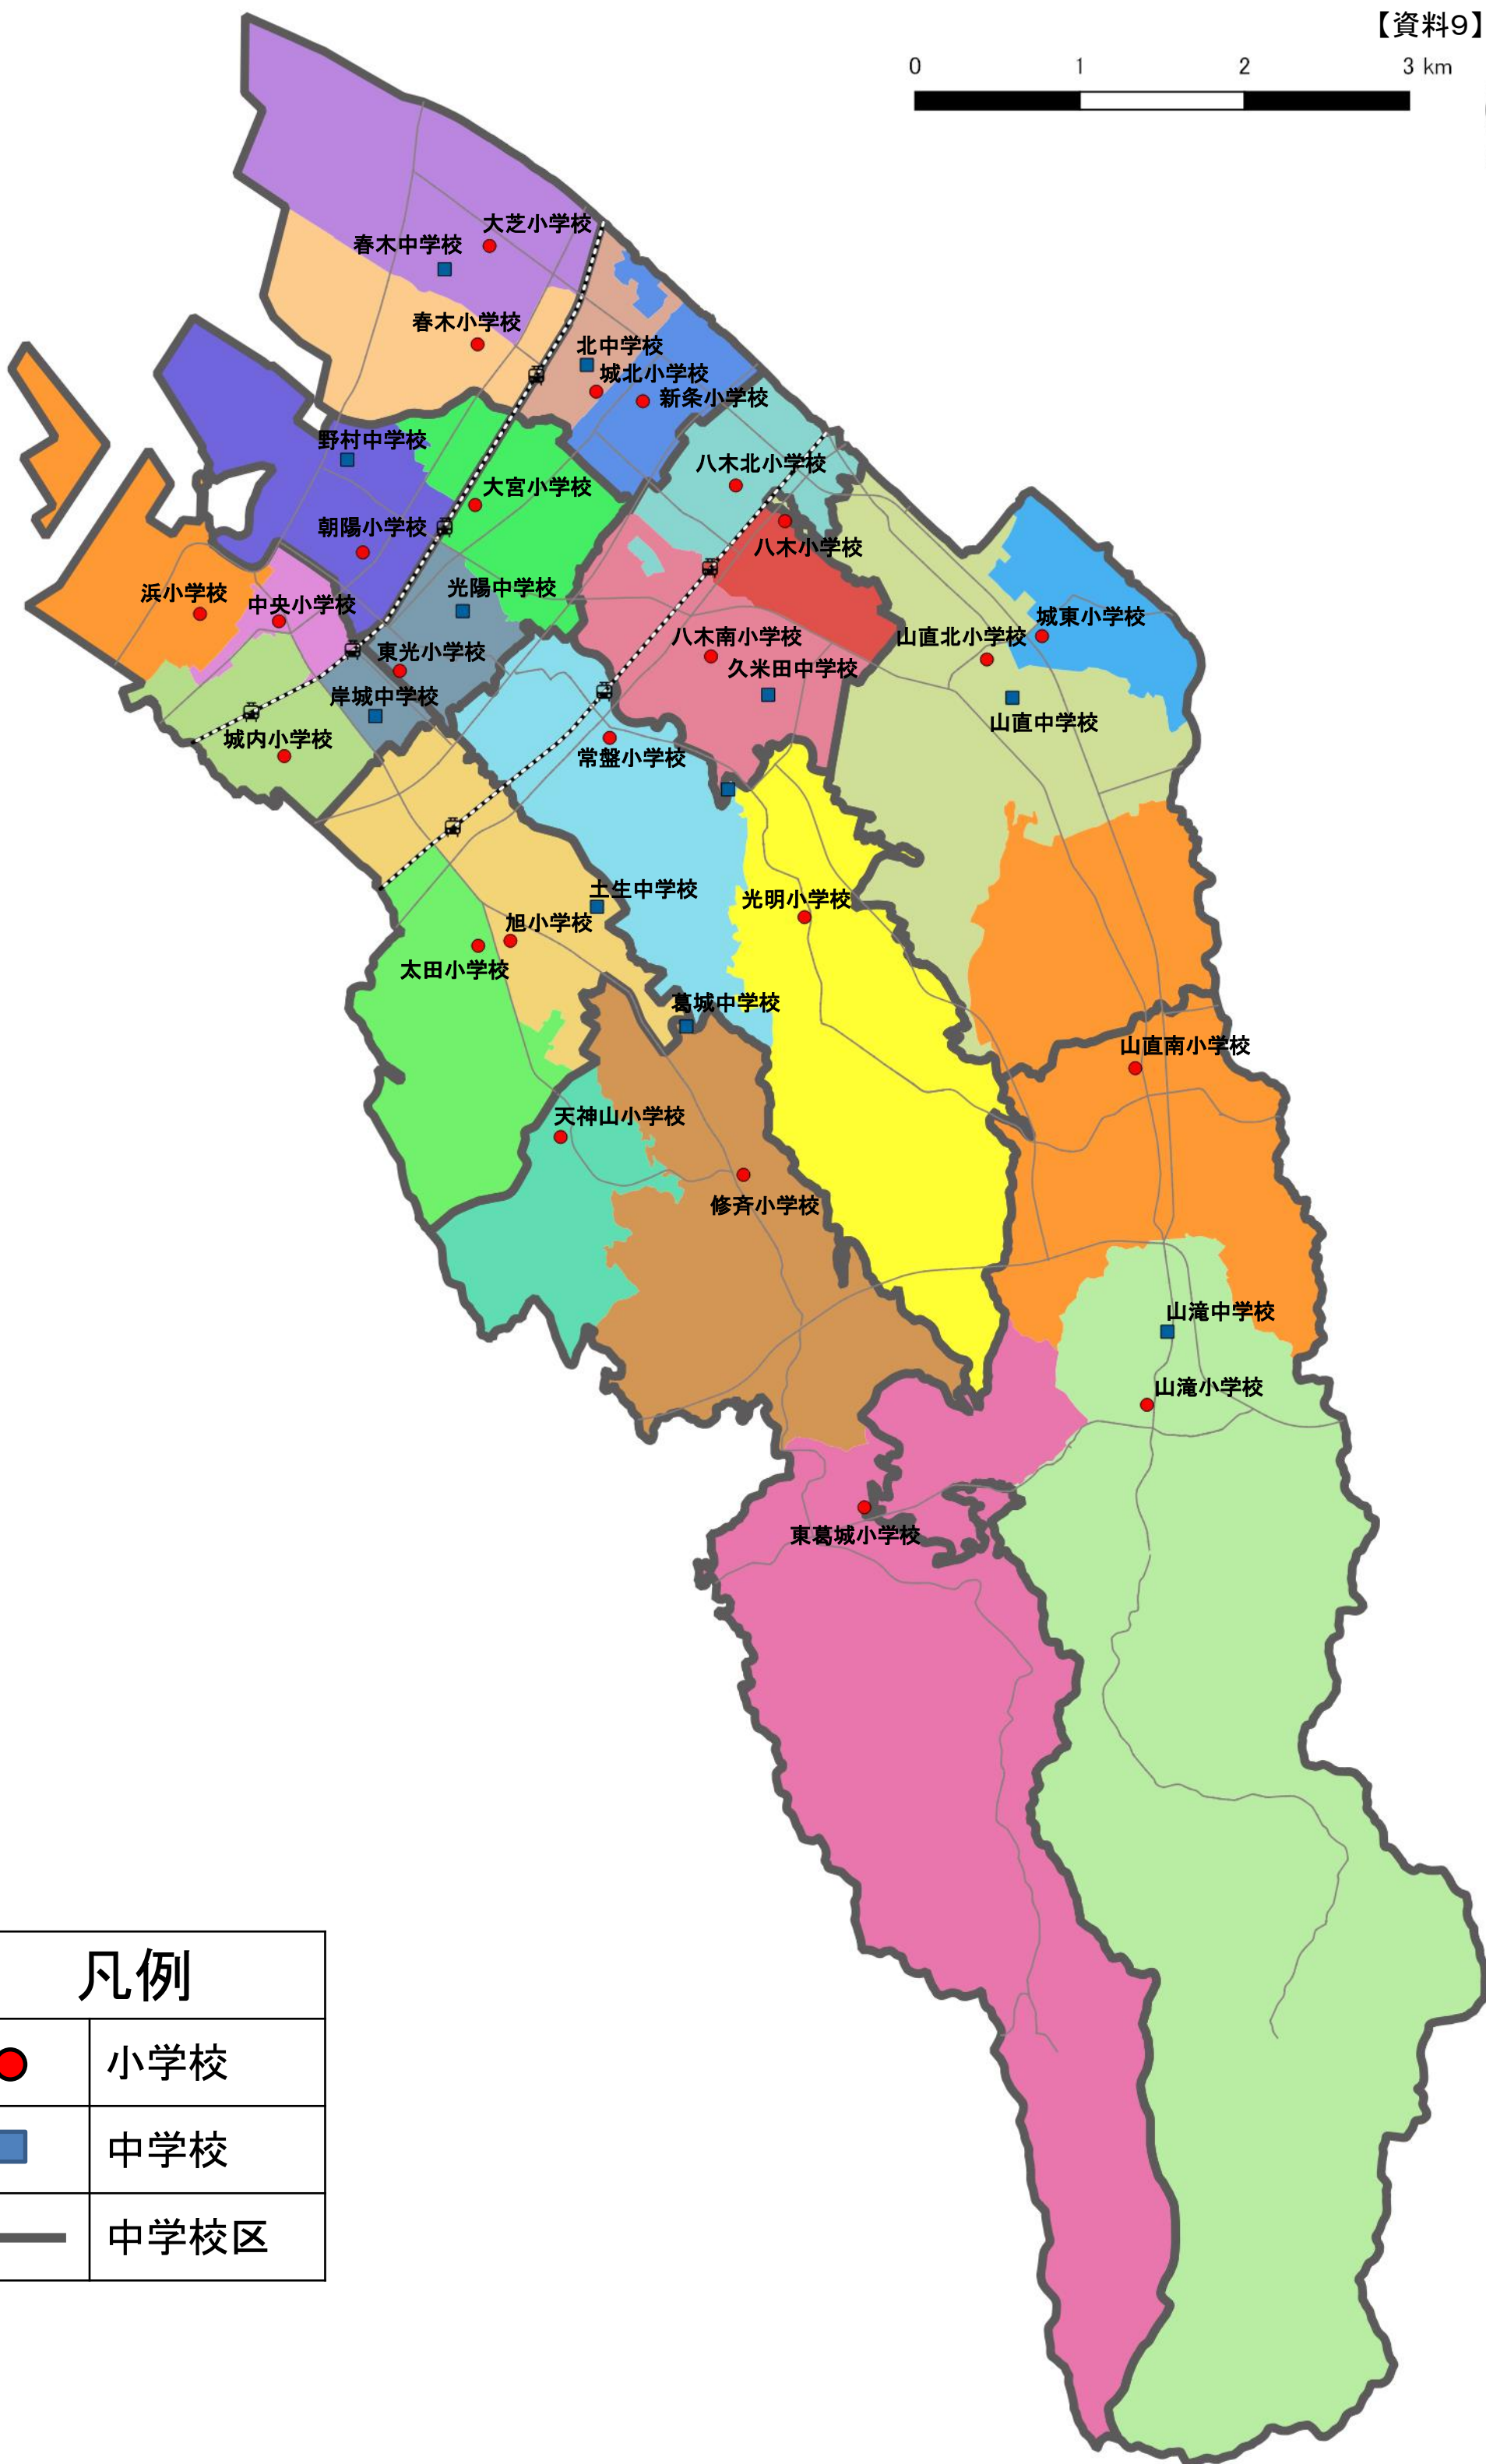 【資料9】
0 1 2 3 km
大芝小学校
春木中学校
春木小学校
北中学校
城北小学校
新条小学校
野村中学校
八木北小学校
大宮小学校
朝陽小学校
八木小学校
浜小学校
中央小学校
光陽中学校
城東小学校
東光小学校
八木南小学校
山直北小学校
久米田中学校
岸城中学校
山直中学校
城内小学校
常盤小学校
土生中学校
光明小学校
旭小学校
太田小学校
葛城中学校
山直南小学校
天神山小学校
修斉小学校
山滝中学校
山滝小学校
東葛城小学校
凡例
小学校
中学校
中学校区